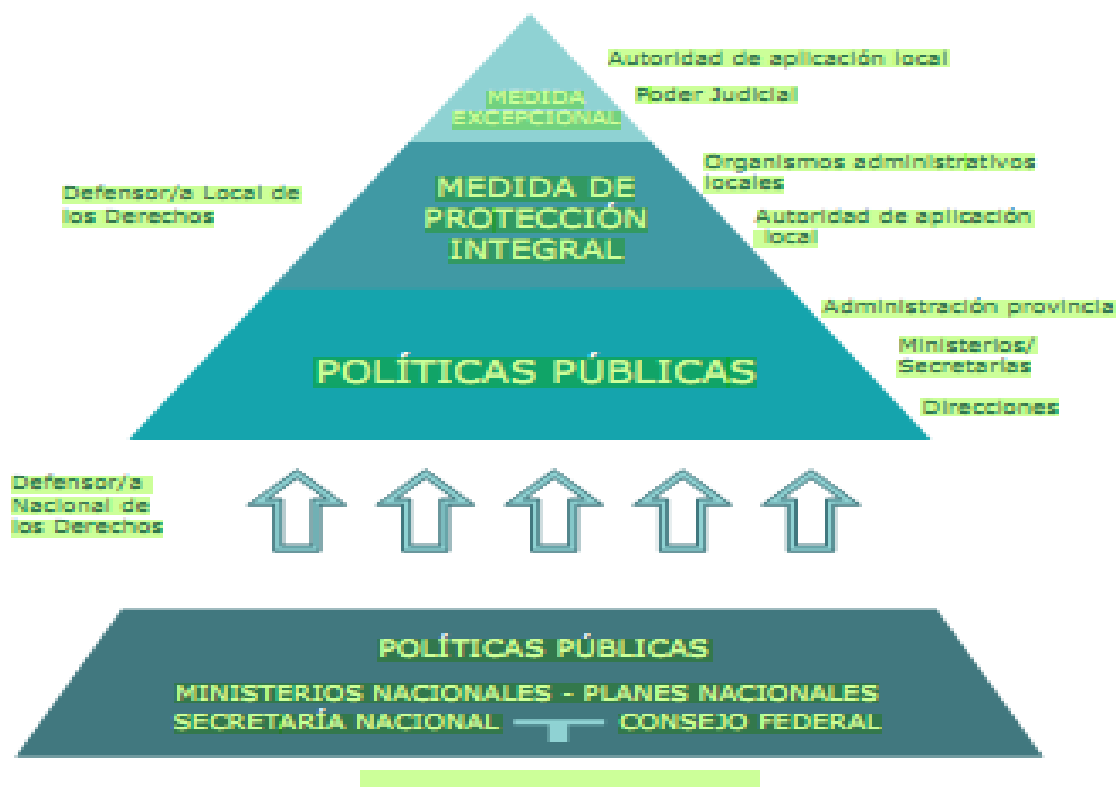 Autoridad de aplicación local
Poder Judicial
MEDIDA
EXCEPCIONAL
Organismos administrativos
locales
Defensor/a Local de
los Derechos
MEDIDA DE
PROTECCIÓN
INTEGRAL
Autoridad de aplicación
local
Administración provincia
Ministerios/
Secretarías
POLÍTICAS PÚBLICAS
Direcciones
Defensor/a
Nacional de
los Derechos
POLÍTICAS PÚBLICAS
MINISTERIOS NACIONALES - PLANES NACIONALES
SECRETARÍA NACIONAL CONSEJO FEDERAL